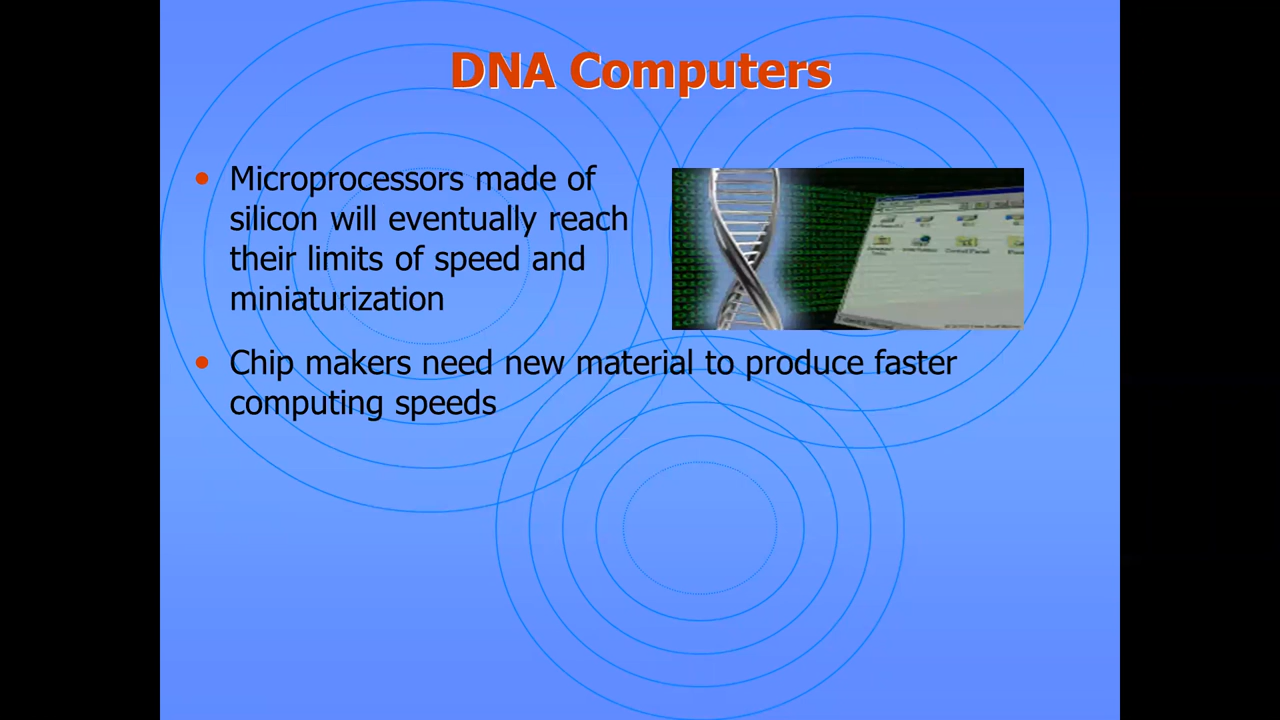 DNA Computers
Microprocessors made of
silicon will eventually reach
their limits of speed and
miniaturization
Chip makers need new material to produce faster
computing speeds